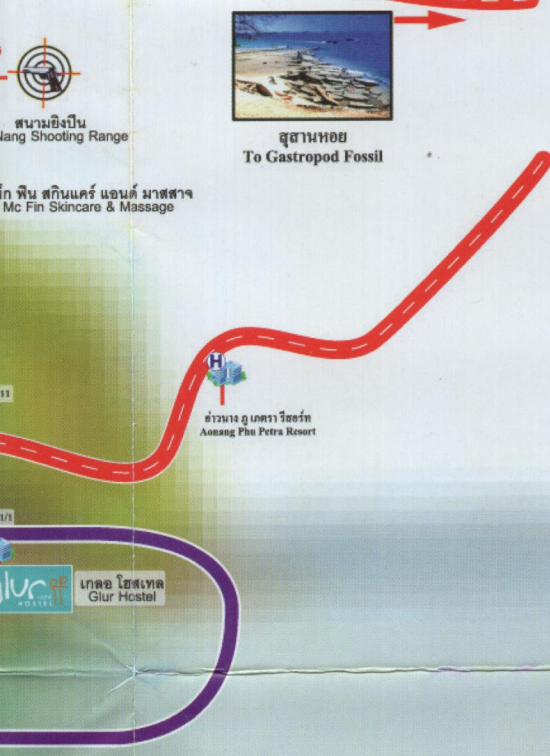 สนามยิงปืน
Nang Shooting Range
สุสานหอย
To Gastropod Fossil
ฟิน สกินแคร์ แอนด์ มาสสาจ
Mc Fin Skincare & Massage
H
11
อ่าวนาง ภู เภตรา รีสอร์ท
Aonang Phu Petra Resort
1/1
glur
HOSTEL
เกลอ โฮสเทล
Glur Hostel